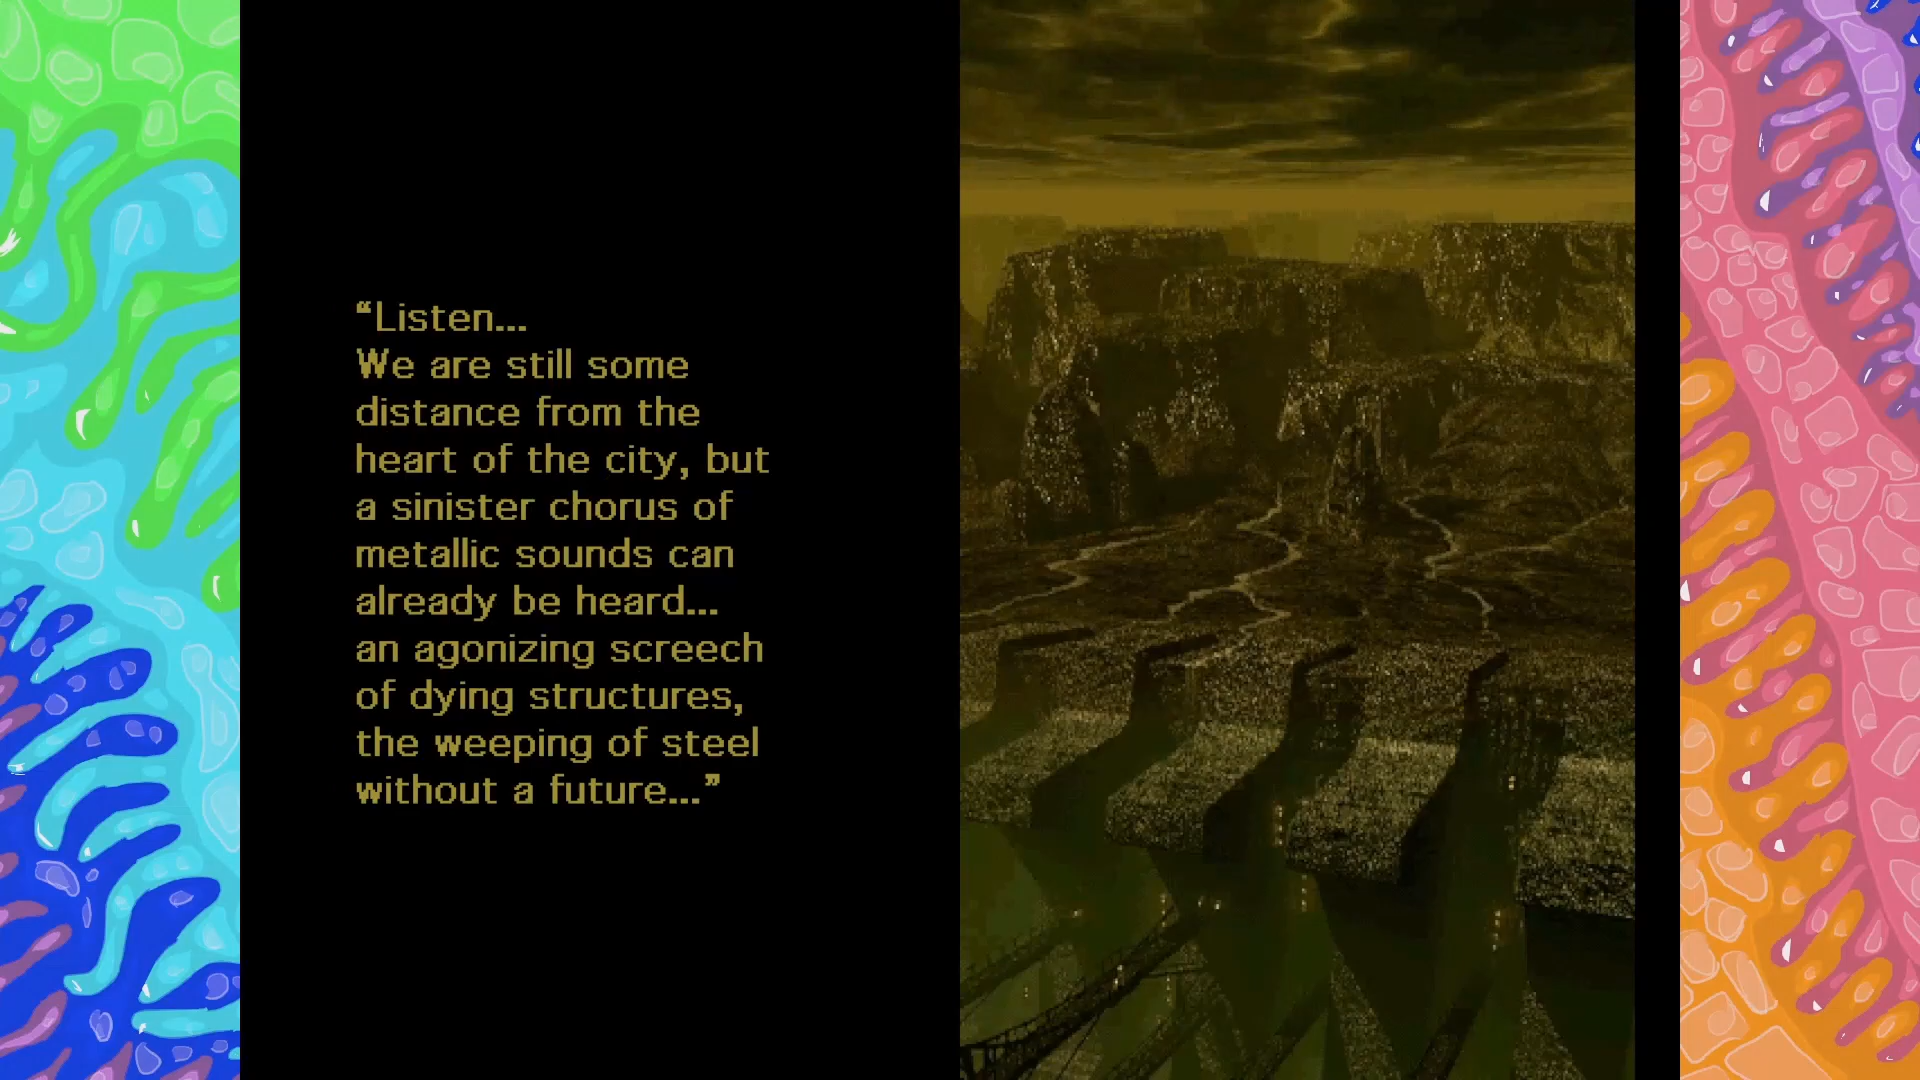 “Listen...
We are still some
distance from the
heart of the city, but
a sinister chorus of
metallic sounds can
already be heard...
an agonizing screech
of dying structures,
the weeping of steel
without a future...”